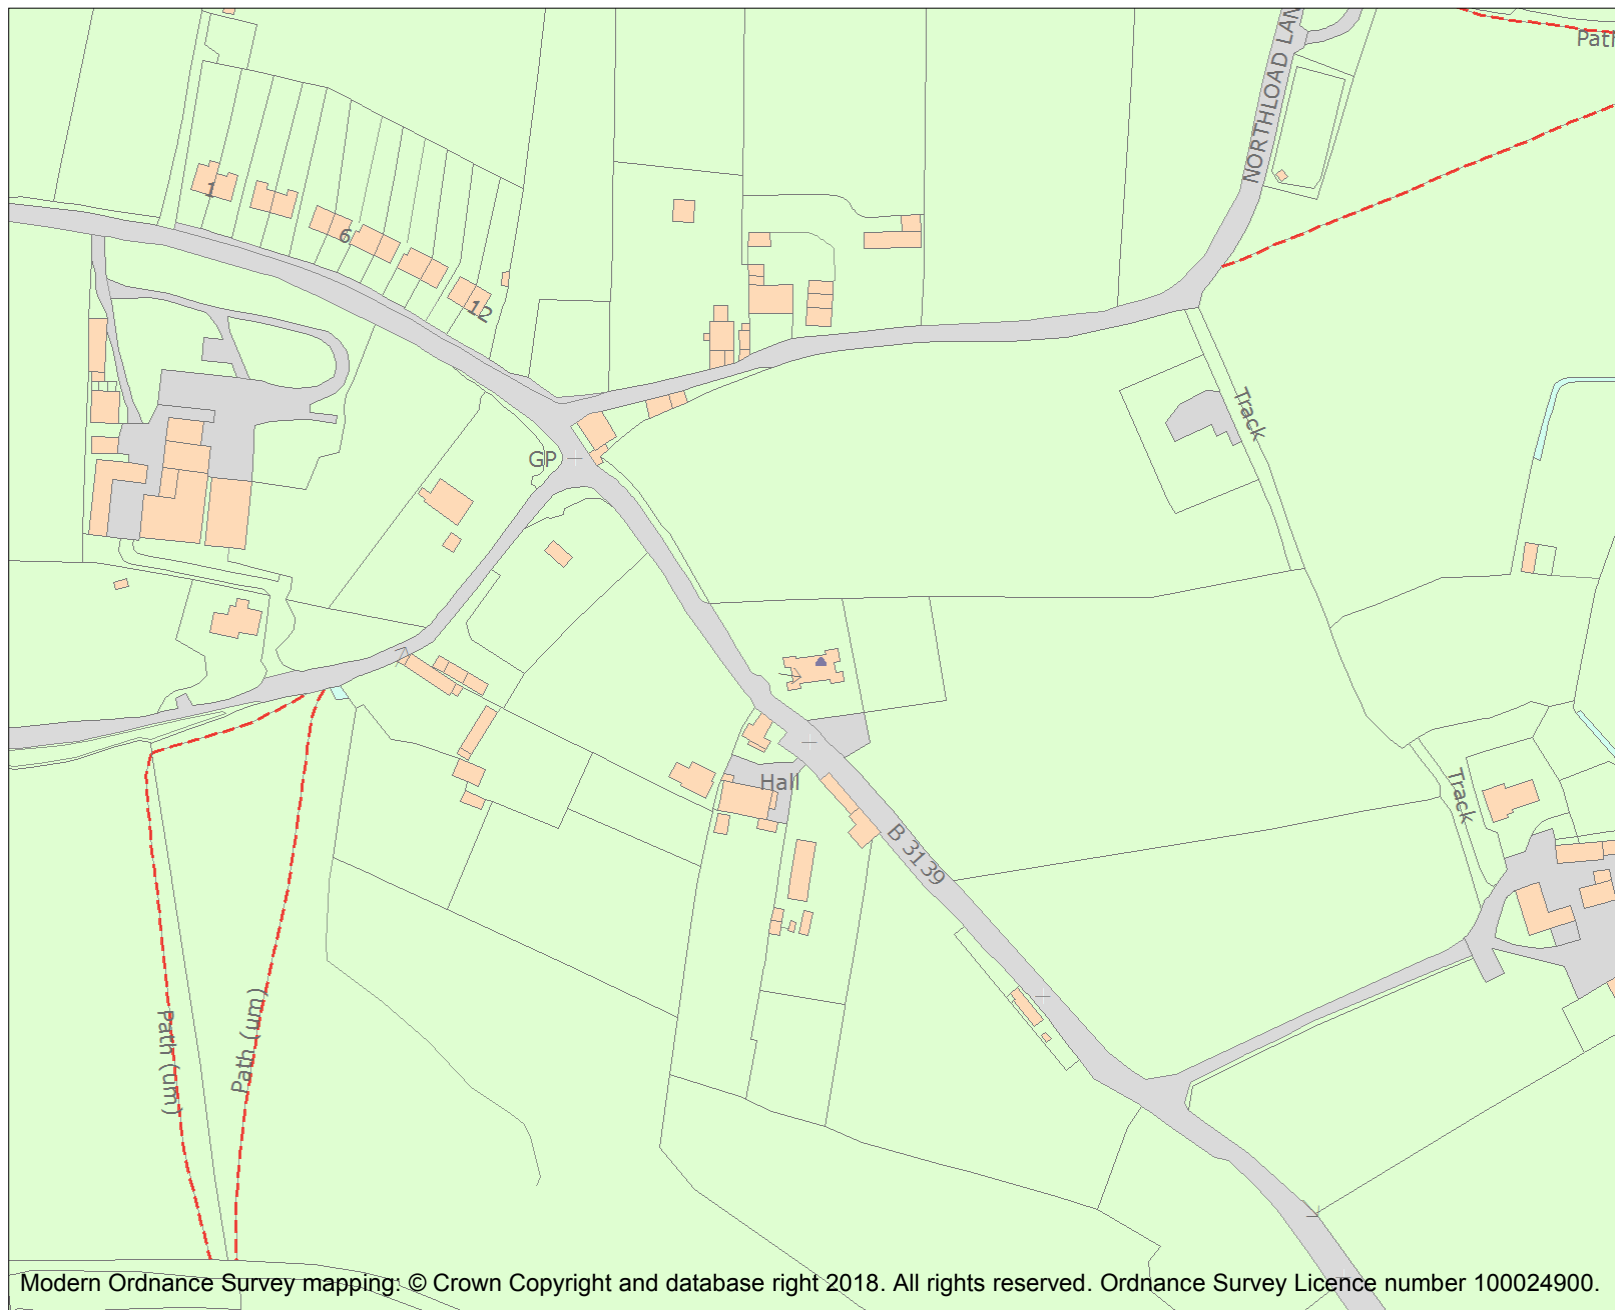 NORTHLOAD LAN
Path
1
6
12
Track
GP
Track
Hall
B 3139
Path (um)
Path (um)
Modern Ordnance Survey mapping: © Crown Copyright and database right 2018. All rights reserved. Ordnance Survey Licence number 100024900.